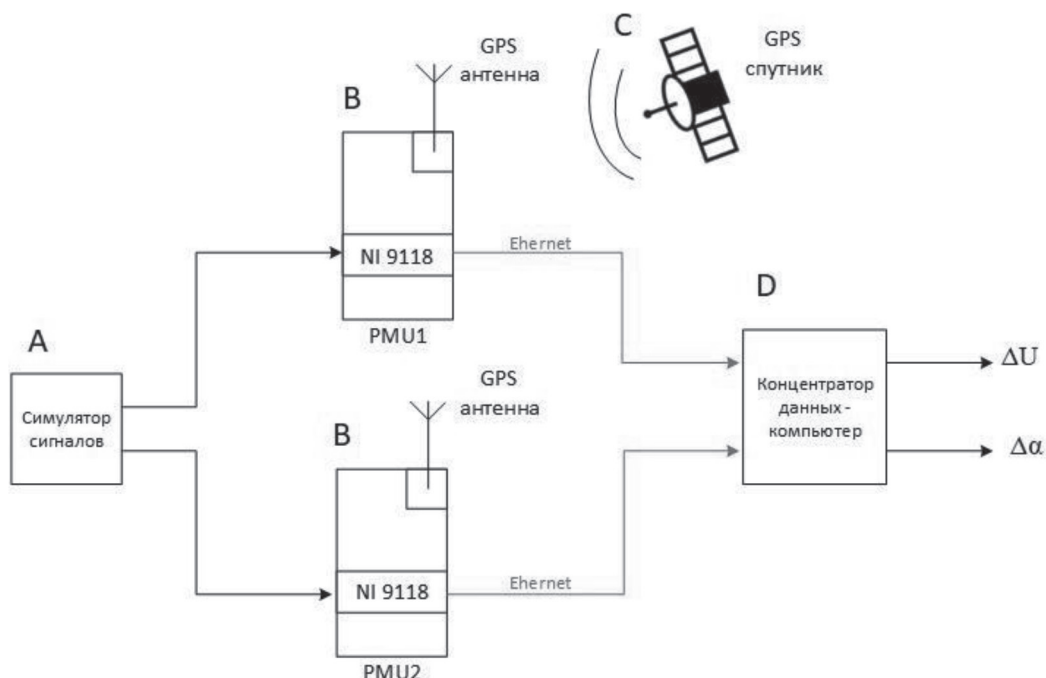 C
GPS
спутник
GPS
антенна
B
NI 9118
Ehernet
PMU1
D
A
Симулятор
сигналов
GPS
антенна
B
Концентратор
данных -
компьютер
ΔU
Δα
NI 9118
Ehernet
PMU2